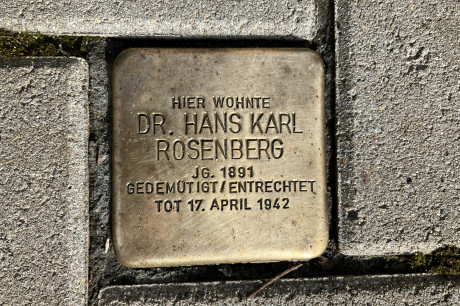 HIER WOHNTE
DR. HANS KARL
ROSENBERG
JG. 1891
GEDEMÜTIGT/ENTRECHTET
TOT 17. APRIL 1942